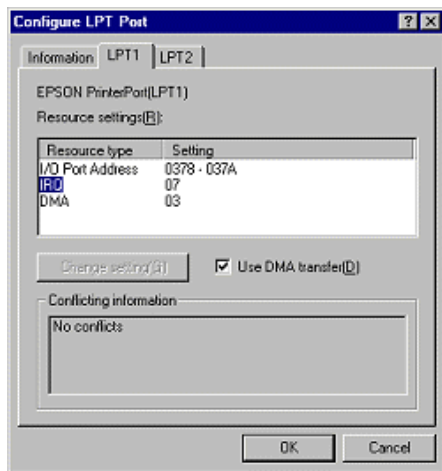 Configure LPT Port
Information LPT1 LPT2
EPSON PrinterPort(LPT1)
Resource settings(R):
Resource type Setting
I/O Port Address 0378 - 037A
IRQ 07
DMA 03
Change setting(S) Use DMA transfer(D)
Conflicting information
No conflicts
OK Cancel